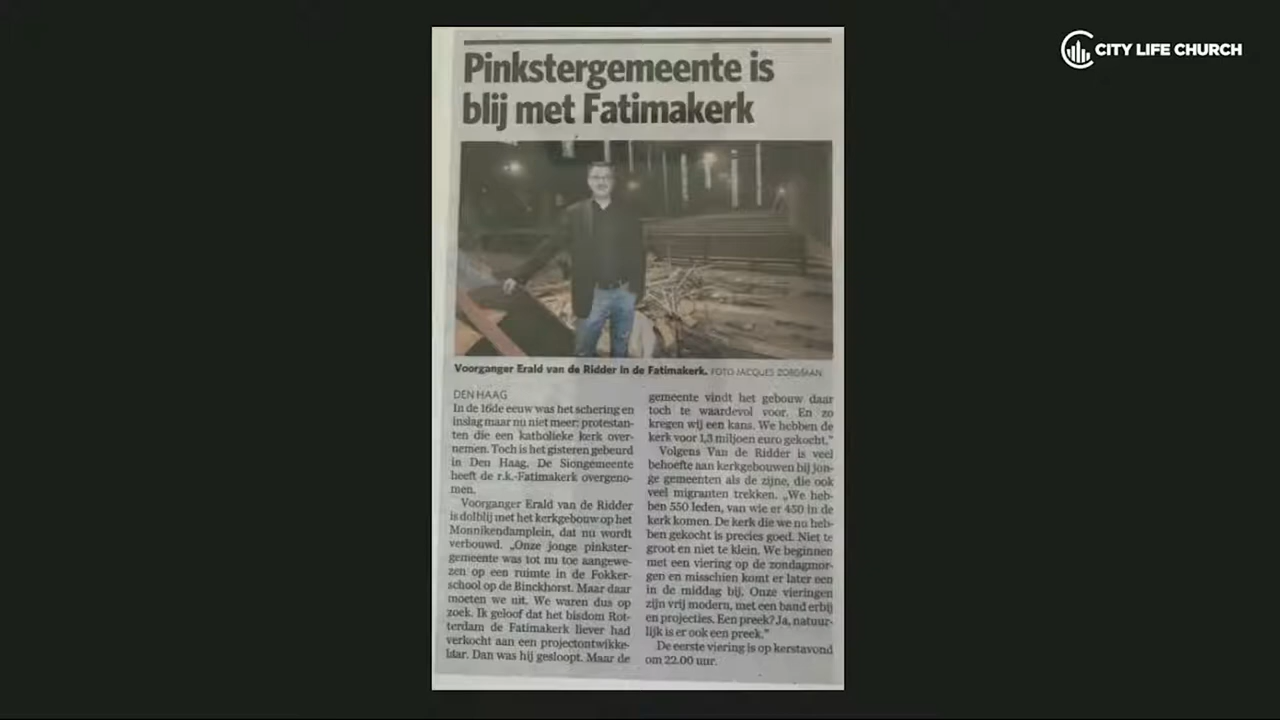 CITY LIFE CHURCH
Pinkstergemeente is
blij met Fatimakerk
Voorganger Erald van de Ridder in de Fatimakerk. FOTO JACQUES ZORGMAN
DEN HAAG
In de 16de eeuw was het schering en
inslag maar nu niet meer: protestan-
ten die een katholieke kerk over-
nemen. Toch is het gisteren gebeurd
in Den Haag. De Siongemeente
heeft de r.k.-Fatimakerk overgeno-
men.
Voorganger Erald van de Ridder
is dolblij met het kerkgebouw op het
Monnikendamplein, dat nu wordt
verbouwd. „Onze jonge pinkster-
gemeente was tot nu toe aangewe-
zen op een ruimte in de Fokker-
school op de Binckhorst. Maar daar
moeten we uit. We waren dus op
zoek. Ik geloof dat het bisdom Rot-
terdam de Fatimakerk liever had
verkocht aan een projectontwikke-
laar. Dan was hij gesloopt. Maar de
gemeente vindt het gebouw daar
toch te waardevol voor. En zo
kregen wij een kans. We hebben de
kerk voor 1,3 miljoen euro gekocht.”
Volgens Van de Ridder is veel
behoefte aan kerkgebouwen bij jon-
ge gemeenten als de zijne, die ook
veel migranten trekken. „We heb-
ben 550 leden, van wie er 450 in de
kerk komen. De kerk die we nu heb-
ben gekocht is precies goed. Niet te
groot en niet te klein. We beginnen
met een viering op de zondagmor-
gen en misschien komt er later een
in de middag bij. Onze vieringen
zijn vrij modern, met een band erbij
en projecties. Een preek? Ja, natuur-
lijk is er ook een preek.”
De eerste viering is op kerstavond
om 22.00 uur.